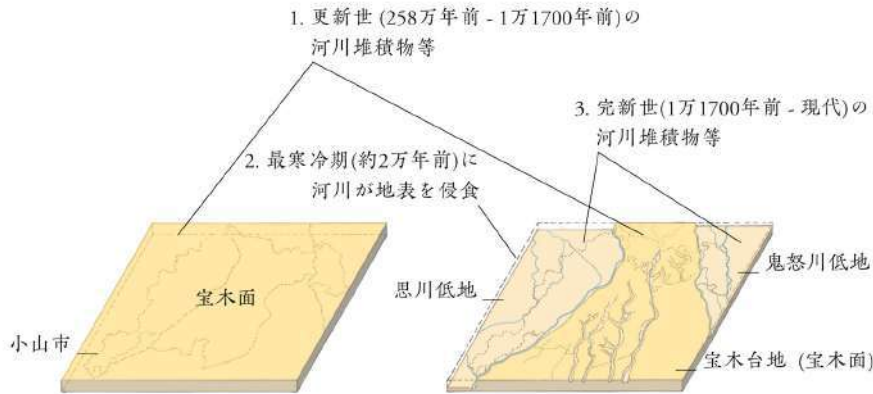 1. 更新世 (258万年前 - 1万1700年前)の
河川堆積物等
3. 完新世(1万1700年前 - 現代)の
河川堆積物等
2. 最寒冷期(約2万年前)に
河川が地表を侵食
宝木面
小山市
思川低地
鬼怒川低地
宝木台地 (宝木面)